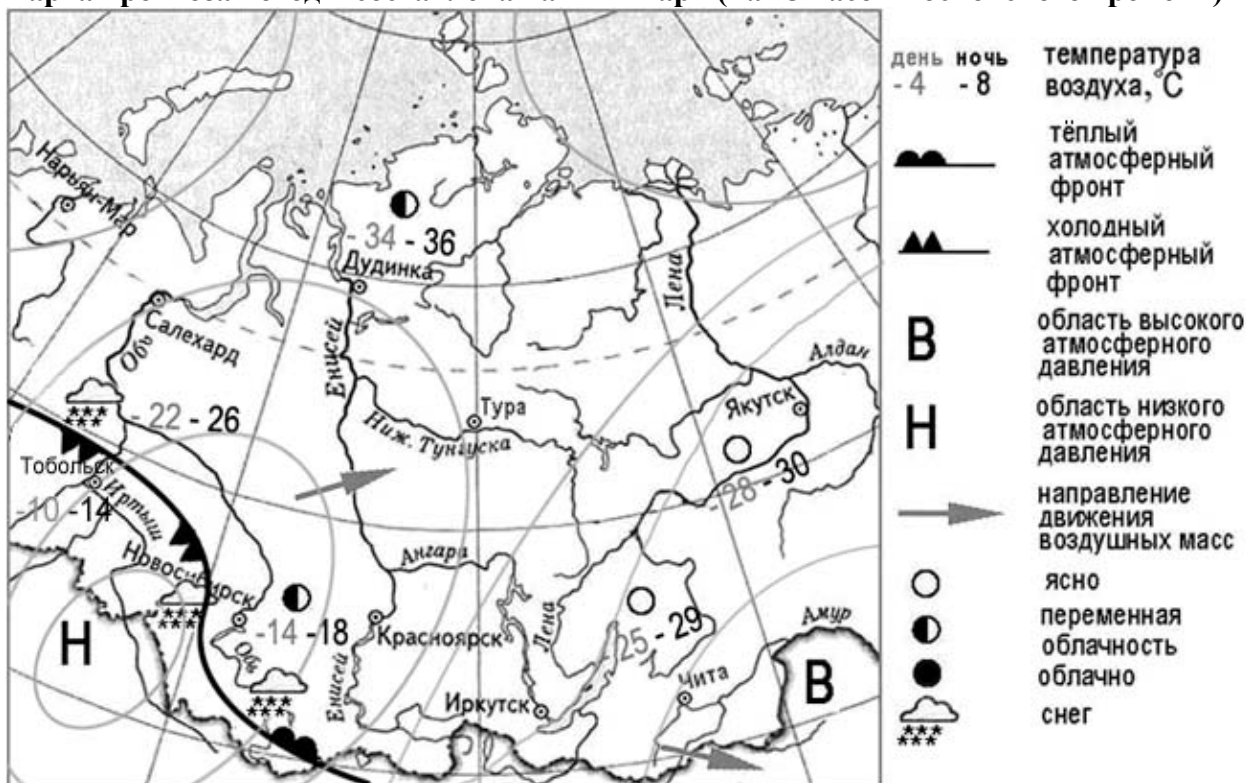 Нарьян-Мар
- 34 - 36
Дудинка
Салехард
Обь
Енисей
Лена
Алдан
- 22 - 26
Тура
Ниж. Тунгуска
Якутск
- 28 - 30
Тобольск
Иртыш
-10 -14
Новосибирск
Ангара
Н
Обь
-14 -18
Красноярск
Енисей
Лена
25 - 29
Амур
Иркутск
Чита
В
день ночь
- 4 - 8
температура
воздуха, °С
тёплый
атмосферный
фронт
холодный
атмосферный
фронт
В
область высокого
атмосферного
давления
Н
область низкого
атмосферного
давления
направление
движения
воздушных масс
ясно
переменная
облачность
облачно
снег